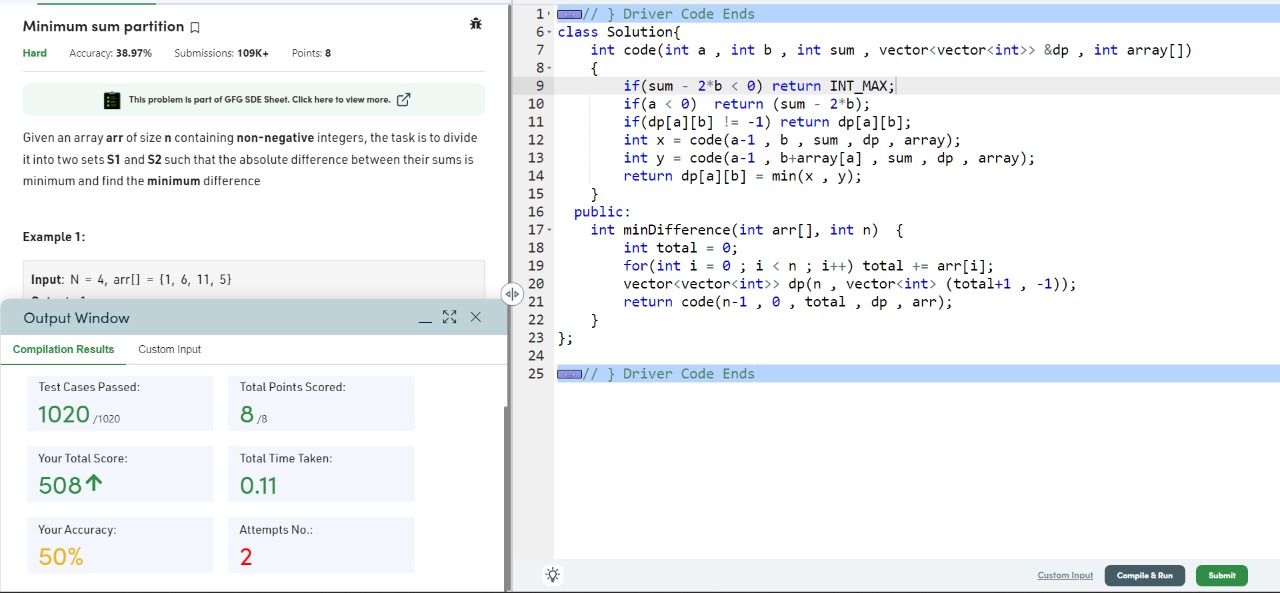 Minimum sum partition
Hard Accuracy: 38.97% Submissions: 109K+ Points: 8
This problem is part of GFG SDE Sheet. Click here to view more.
Given an array arr of size n containing non-negative integers, the task is to divide
it into two sets S1 and S2 such that the absolute difference between their sums is
minimum and find the minimum difference
Example 1:
Input: N = 4, arr[] = {1, 6, 11, 5}
Output Window
Compilation Results Custom Input
Test Cases Passed: Total Points Scored:
1020 /1020 8 /8
Your Total Score: Total Time Taken:
508 0.11
Your Accuracy: Attempts No.:
50% 2
1 // } Driver Code Ends
6 class Solution{
7 int code(int a , int b , int sum , vector<vector<int>> &dp , int array[])
8 {
9 if(sum - 2*b < 0) return INT_MAX;
10 if(a < 0) return (sum - 2*b);
11 if(dp[a][b] != -1) return dp[a][b];
12 int x = code(a-1 , b , sum , dp , array);
13 int y = code(a-1 , b+array[a] , sum , dp , array);
14 return dp[a][b] = min(x , y);
15 }
16 public:
17 int minDifference(int arr[], int n) {
18 int total = 0;
19 for(int i = 0 ; i < n ; i++) total += arr[i];
20 vector<vector<int>> dp(n , vector<int> (total+1 , -1));
21 return code(n-1 , 0 , total , dp , arr);
22 }
23 };
24
25 // } Driver Code Ends
Custom Input Compile & Run Submit